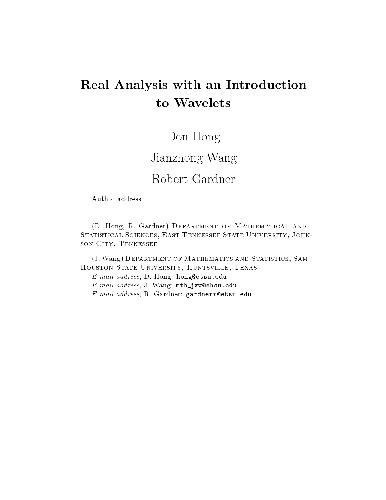 Real Analysis with an Introduction
to Wavelets
Don Hong
Jianzhong Wang
Robert Gardner
Author address:
(D. Hong, R. Gardner) Department of Mathematical and
Statistical Sciences, East Tennessee State University, John-
son City, Tennessee
(J. Wang) Department of Mathematics and Statistics, Sam
Houston State University, Huntsville, Texas
E-mail address, D. Hong: hong@etsu.edu
E-mail address, J. Wang: mth_jxw@shsu.edu
E-mail address, R. Gardner: gardnerr@etsu.edu